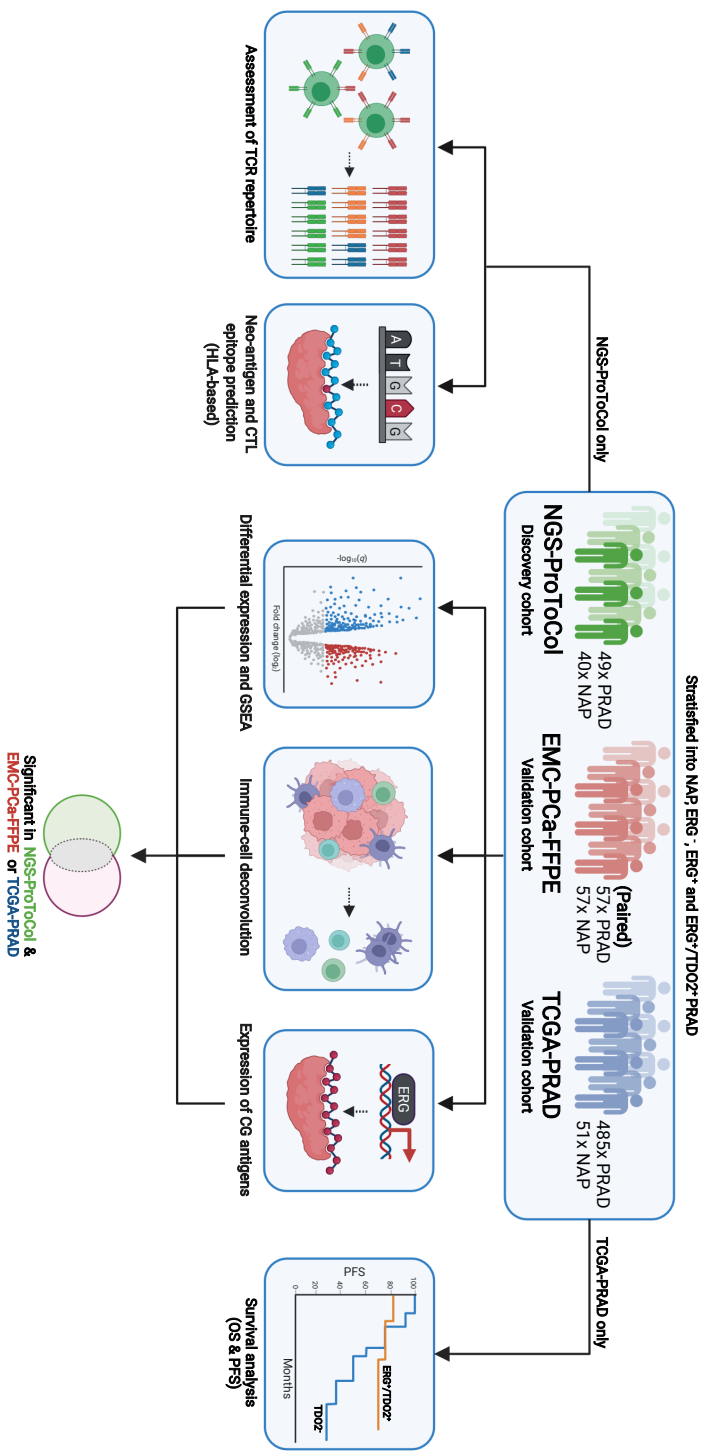 Stratisfied into NAP, ERG⁻, ERG⁺ and ERG⁺/TDO2⁺ PRAD
NGS-ProToCol
Discovery cohort
49x PRAD
40x NAP
EMC-PCa-FFPE
Validation cohort
(Paired)
57x PRAD
57x NAP
TCGA-PRAD
Validation cohort
485x PRAD
51x NAP
NGS-ProToCol only
TCGA-PRAD only
Assessment of TCR repertoire
A T G C G
Neo-antigen and CTL
epitope prediction
(HLA-based)
-log₁₀(q)
Fold change (log₂)
Differential expression and GSEA
Immune-cell deconvolution
ERG
Expression of CG antigens
PFS
100
80
60
40
20
0
ERG⁺/TDO2⁺
TDO2⁻
Months
Survival analysis
(OS & PFS)
Significant in NGS-ProToCol &
EMC-PCa-FFPE or TCGA-PRAD